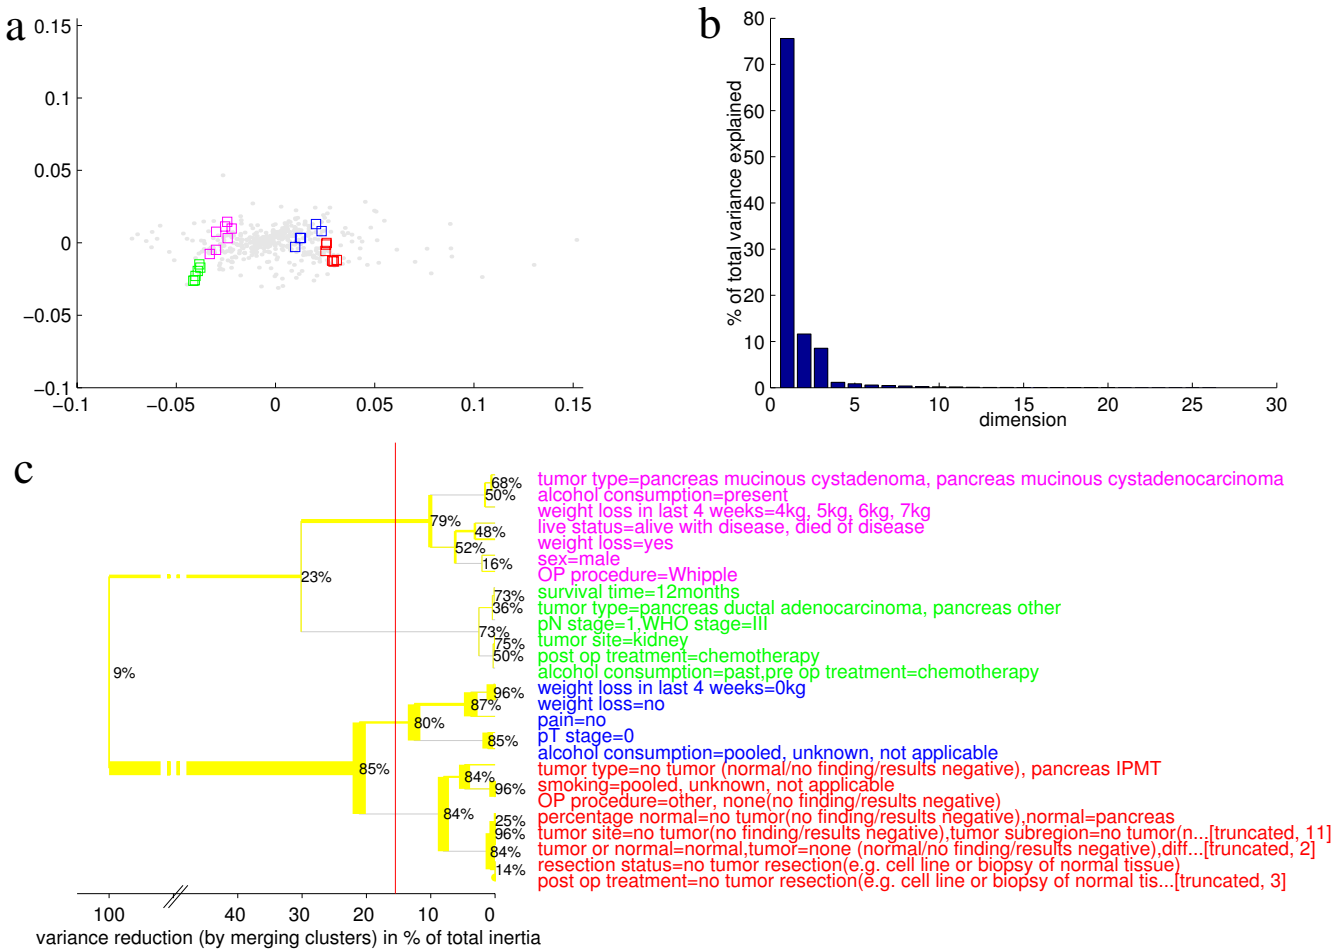 a
0.15
0.1
0.05
0
−0.05
−0.1
−0.1
−0.05
0
0.05
0.1
0.15
b
% of total variance explained
80
70
60
50
40
30
20
10
0
0
5
10
15
20
25
30
dimension
c
68% tumor type=pancreas mucinous cystadenoma, pancreas mucinous cystadenocarcinoma
50% alcohol consumption=present
weight loss in last 4 weeks=4kg, 5kg, 6kg, 7kg
79%
48% live status=alive with disease, died of disease
52% weight loss=yes
16% sex=male
OP procedure=Whipple
23%
73% survival time=12months
36% tumor type=pancreas ductal adenocarcinoma, pancreas other
73% pN stage=1,WHO stage=III
75% tumor site=kidney
50% post op treatment=chemotherapy
alcohol consumption=past,pre op treatment=chemotherapy
9%
96% weight loss in last 4 weeks=0kg
87% weight loss=no
80% pain=no
85% pT stage=0
alcohol consumption=pooled, unknown, not applicable
85%
84% tumor type=no tumor (normal/no finding/results negative), pancreas IPMT
96% smoking=pooled, unknown, not applicable
OP procedure=other, none(no finding/results negative)
84%
25% percentage normal=no tumor(no finding/results negative),normal=pancreas
96% tumor site=no tumor(no finding/results negative),tumor subregion=no tumor(n...[truncated, 11]
84% tumor or normal=normal,tumor=none (normal/no finding/results negative),diff...[truncated, 2]
14% resection status=no tumor resection(e.g. cell line or biopsy of normal tissue)
post op treatment=no tumor resection(e.g. cell line or biopsy of normal tis...[truncated, 3]
100
40
30
20
10
0
variance reduction (by merging clusters) in % of total inertia